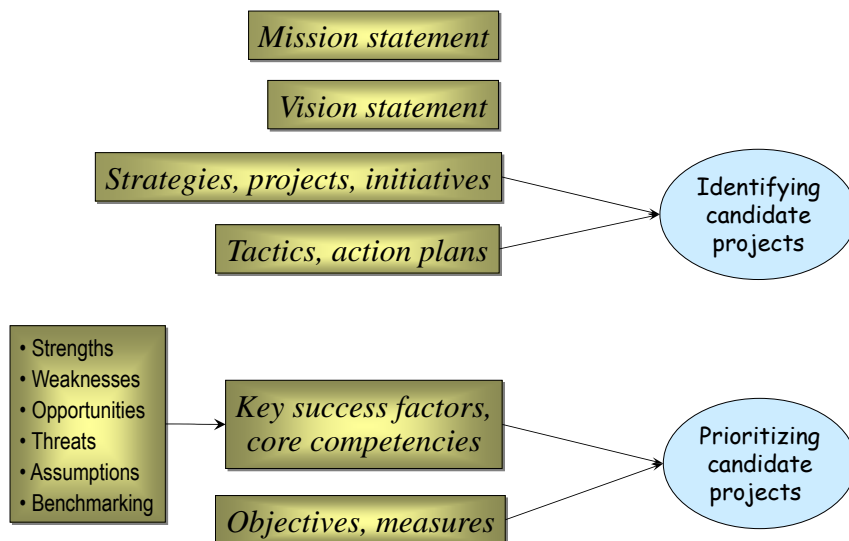 Mission statement
Vision statement
Strategies, projects, initiatives
Tactics, action plans
Identifying
candidate
projects
• Strengths
• Weaknesses
• Opportunities
• Threats
• Assumptions
• Benchmarking
Key success factors,
core competencies
Objectives, measures
Prioritizing
candidate
projects